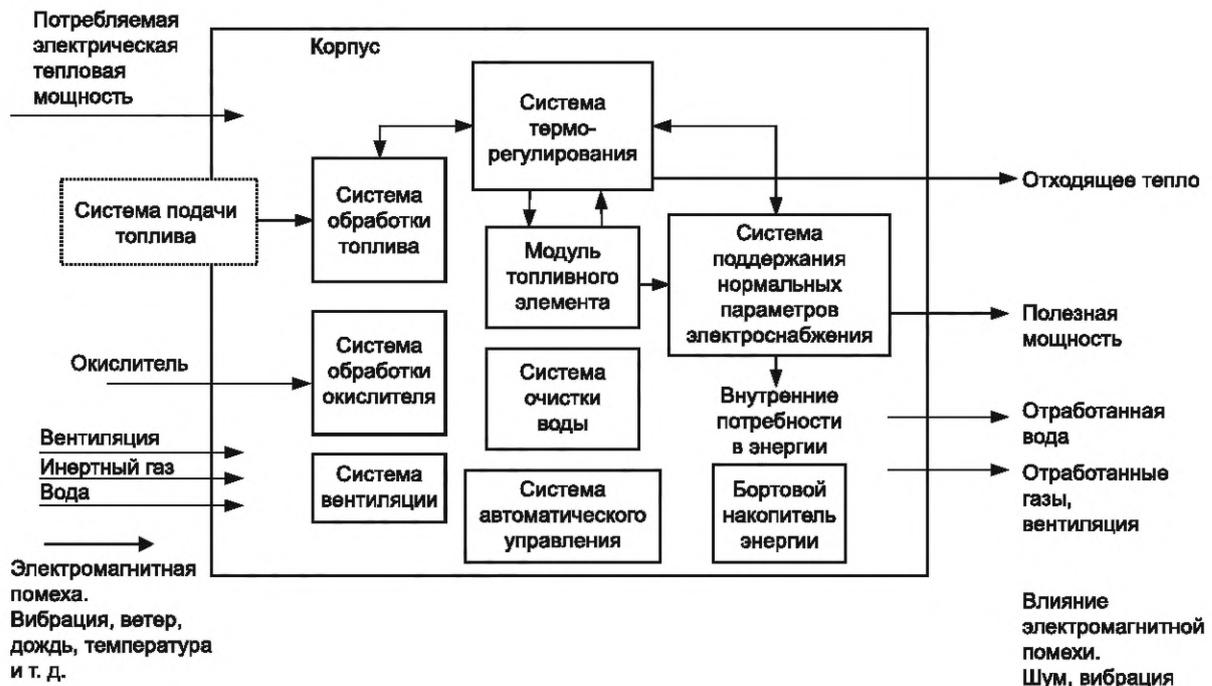 Потребляемая
электрическая
тепловая
мощность
Корпус
Система
термо-
регулирования
Отходящее тепло
Система подачи
топлива
Система
обработки
топлива
Модуль
топливного
элемента
Система
поддержания
нормальных
параметров
электроснабжения
Полезная
мощность
Окислитель
Система
обработки
окислителя
Система
очистки
воды
Внутренние
потребности
в энергии
Отработанная
вода
Вентиляция
Инертный газ
Вода
Система
вентиляции
Система
автоматического
управления
Бортовой
накопитель
энергии
Отработанные
газы,
вентиляция
Электромагнитная
помеха.
Вибрация, ветер,
дождь, температура
и т. д.
Влияние
электромагнитной
помехи.
Шум, вибрация